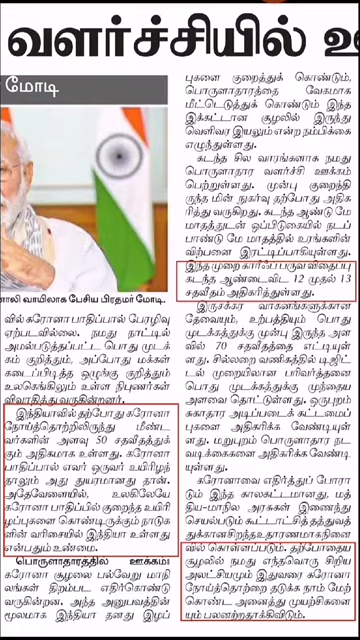 வளர்ச்சியில்
மோடி
ணொலி வாயிலாக பேசிய பிரதமர் மோடி.
வில் கரோனா பாதிப்பால் பேரழிவு
ஏற்படவில்லை. நமது நாட்டில்
அமல்படுத்தப்பட்ட பொது முடக்
கம் குறித்தும், அப்போது மக்கள்
கடைப்பிடித்த ஒழுங்கு குறித்தும்
உலகெங்கிலும் உள்ள நிபுணர்கள்
விவாதித்து வருகின்றனர்.
இந்தியாவில் தற்போது கரோனா
நோய்த்தொற்றிலிருந்து மீண்ட
வர்களின் அளவு 50 சதவீதத்துக்
கும் அதிகமாக உள்ளது. கரோனா
பாதிப்பால் எவர் ஒருவர் உயிரிழந்
தாலும் அது துயரமானது தான்.
அதேவேளையில், உலகிலேயே
கரோனா பாதிப்பில் குறைந்த உயிரி
ழப்புகளை கொண்டிருக்கும் நாடுக
ளின் வரிசையில் இந்தியா உள்ளது
என்பதும் உண்மை.
பொருளாதாரத்தில் ஊக்கம்:
கரோனா சூழலை பல்வேறு மாநி
லங்கள் திறம்பட எதிர்கொண்டு
வருகின்றன. அந்த அனுபவத்தின்
மூலமாக இந்தியா தனது இழப்
புகளை குறைத்துக் கொண்டும்,
பொருளாதாரத்தை வேகமாக
மீட்டெடுத்துக் கொண்டும் இந்த
இக்கட்டான சூழலில் இருந்து
வெளிவர இயலும் என்ற நம்பிக்கை
எழுந்துள்ளது.
கடந்த சில வாரங்களாக நமது
பொருளாதார வளர்ச்சி ஊக்கம்
பெற்றுள்ளது. முன்பு குறைந்தி
ருந்த மின் நுகர்வு தற்போது அதிக
ரித்து வருகிறது. கடந்த ஆண்டு மே
மாதத்துடன் ஒப்பிடுகையில் நடப்
பாண்டு மே மாதத்தில் உரங்களின்
விற்பனை இரட்டிப்பாகியுள்ளது.
இந்த முறை காரீஃப் பருவ விதைப்பு
கடந்த ஆண்டைவிட 12 முதல் 13
சதவீதம் அதிகரித்துள்ளது.
இருசக்கர வாகனங்களுக்கான
தேவையும், உற்பத்தியும் பொது
முடக்கத்துக்கு முன்பு இருந்த அள
வில் 70 சதவீதத்தை எட்டியுள்
ளது. சில்லறை வணிகத்தில் டிஜிட்
டல் முறையிலான பரிவர்த்தனை
பொது முடக்கத்துக்கு முந்தைய
அளவை தொட்டுள்ளது. ஒருபுறம்
சுகாதார அடிப்படைக் கட்டமைப்
புகளை அதிகரிக்க வேண்டியுள்
ளது. மறுபுறம் பொருளாதார நட
வடிக்கைகளை அதிகரிக்க வேண்டி
யுள்ளது.
கரோனாவை எதிர்த்துப் போரா
டும் இந்த காலகட்டமானது, மத்
திய-மாநில அரசுகள் இணைந்து
செயல்படும் கூட்டாட்சித் தத்துவத்
துக்கான சிறந்த உதாரணமாக நினை
வில் கொள்ளப்படும். தற்போதைய
சூழலில் நமது எந்தவொரு சிறிய
அலட்சியமும் இதுவரை கரோனா
நோய்த்தொற்றை தடுக்க நாம் மேற்
கொண்ட அனைத்து முயற்சிகளை
யும் பலனற்றதாக்கிவிடும்.